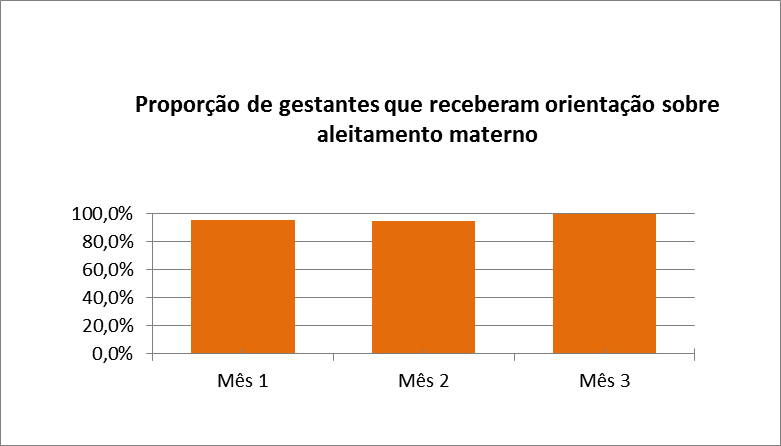 Proporção de gestantes que receberam orientação sobre
aleitamento materno
100,0%
80,0%
60,0%
40,0%
20,0%
0,0%
Mês 1
Mês 2
Mês 3